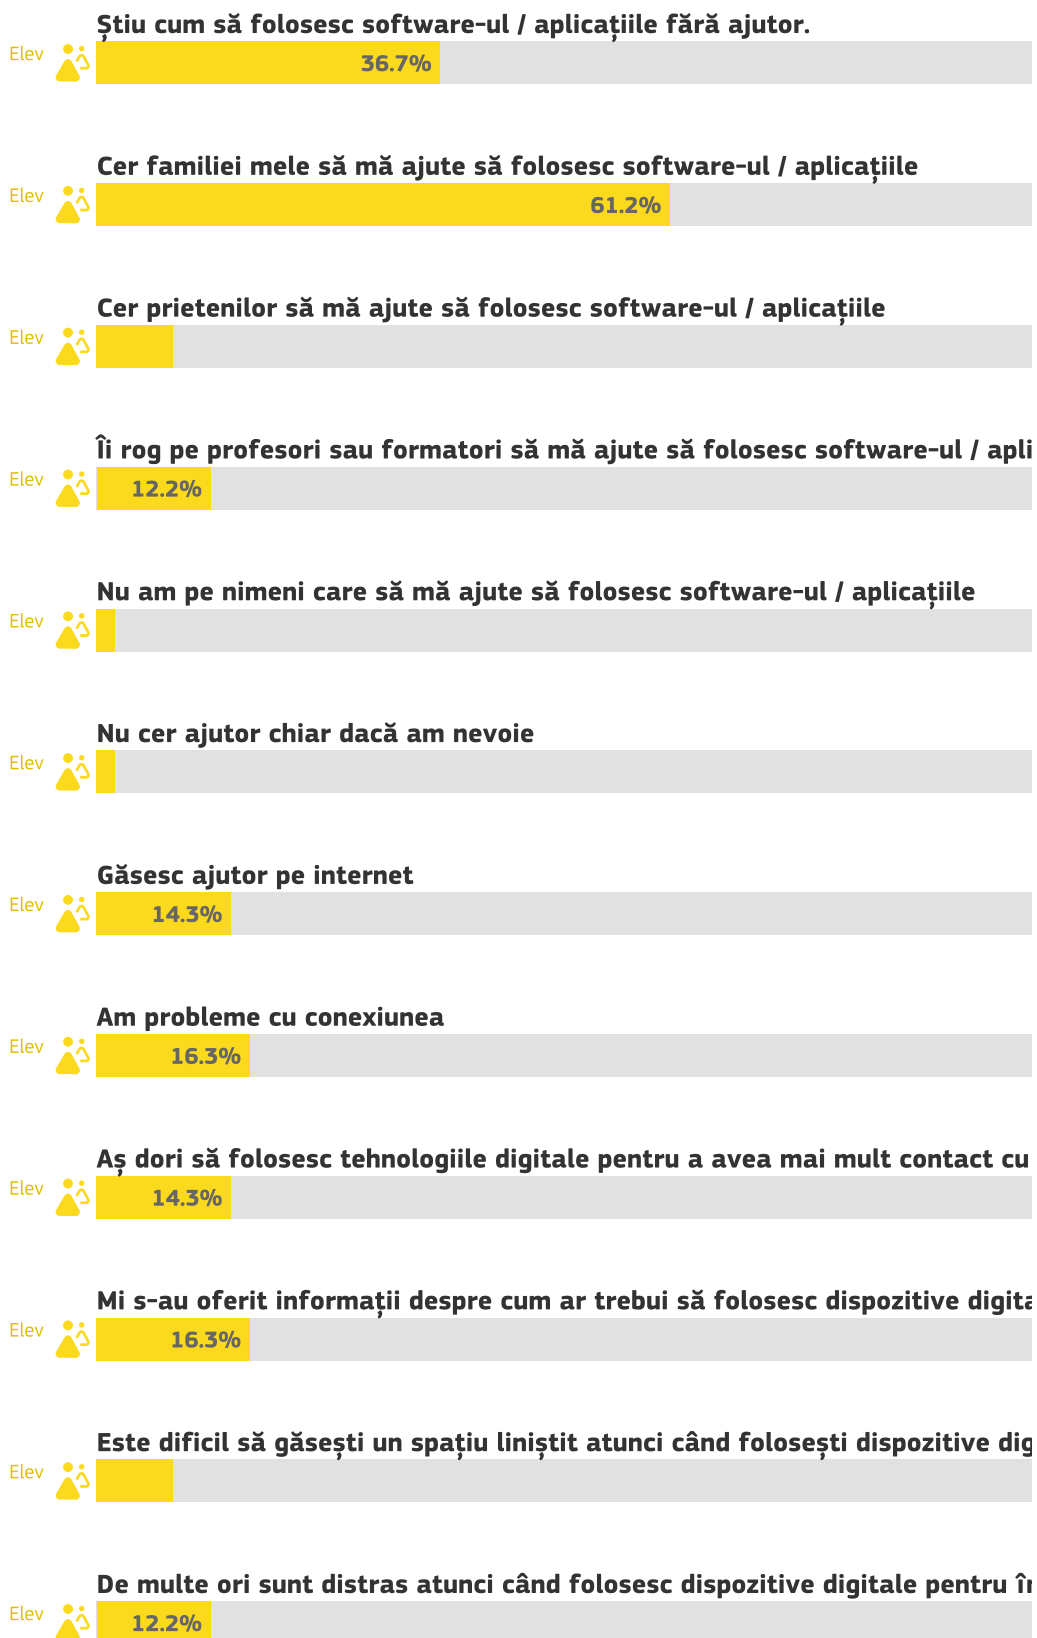 Știu cum să folosesc software-ul / aplicațiile fără ajutor.
Elev 36.7%
Cer familiei mele să mă ajute să folosesc software-ul / aplicațiile
Elev 61.2%
Cer prietenilor să mă ajute să folosesc software-ul / aplicațiile
Elev
Îi rog pe profesori sau formatori să mă ajute să folosesc software-ul / apli
Elev 12.2%
Nu am pe nimeni care să mă ajute să folosesc software-ul / aplicațiile
Elev
Nu cer ajutor chiar dacă am nevoie
Elev
Găsesc ajutor pe internet
Elev 14.3%
Am probleme cu conexiunea
Elev 16.3%
Aș dori să folosesc tehnologiile digitale pentru a avea mai mult contact cu
Elev 14.3%
Mi s-au oferit informații despre cum ar trebui să folosesc dispozitive digita
Elev 16.3%
Este dificil să găsești un spațiu liniștit atunci când folosești dispozitive dig
Elev
De multe ori sunt distras atunci când folosesc dispozitive digitale pentru în
Elev 12.2%